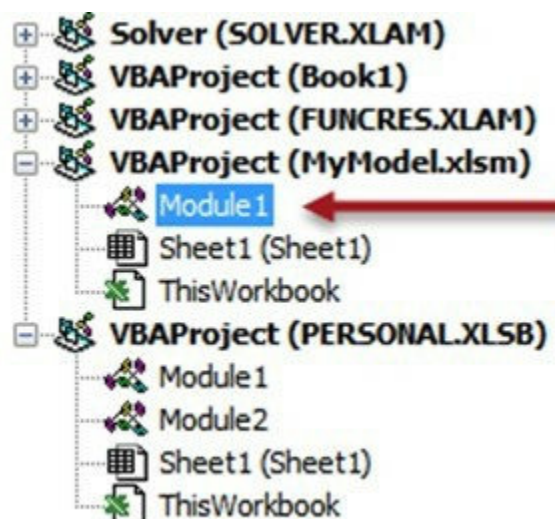 Solver (SOLVER.XLAM)
VBAProject (Book1)
VBAProject (FUNCRES.XLAM)
VBAProject (MyModel.xlsm)
Module1
Sheet1 (Sheet1)
ThisWorkbook
VBAProject (PERSONAL.XLSB)
Module1
Module2
Sheet1 (Sheet1)
ThisWorkbook